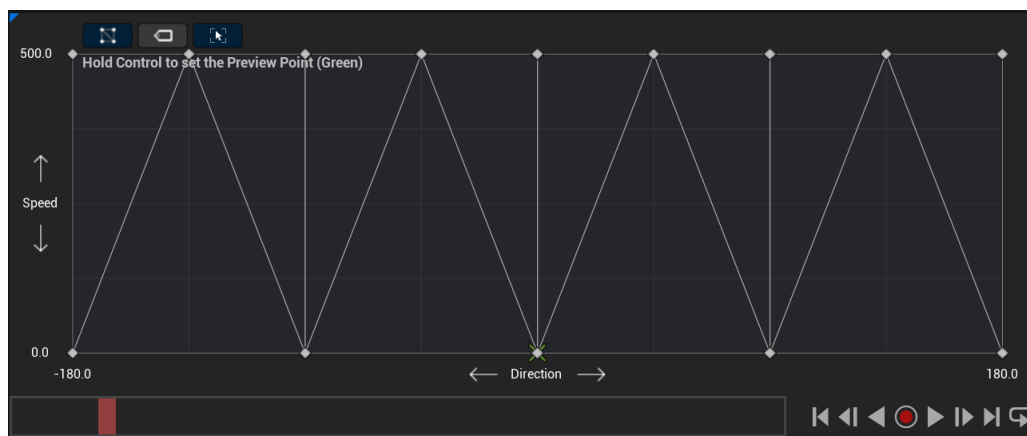 500.0
Hold Control to set the Preview Point (Green)
Speed
0.0
-180.0
Direction
180.0